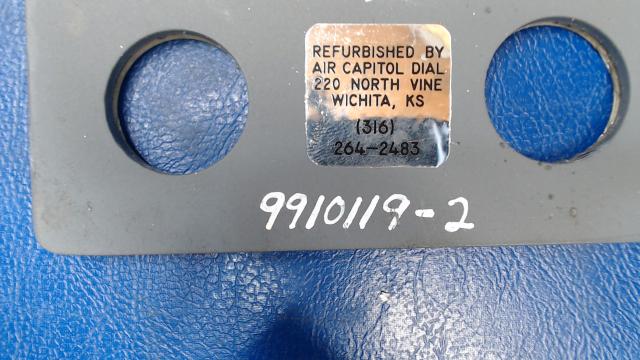 REFURBISHED BY
AIR CAPITOL DIAL
220 NORTH VINE
WICHITA, KS
(316)
264-2483
9910119-2